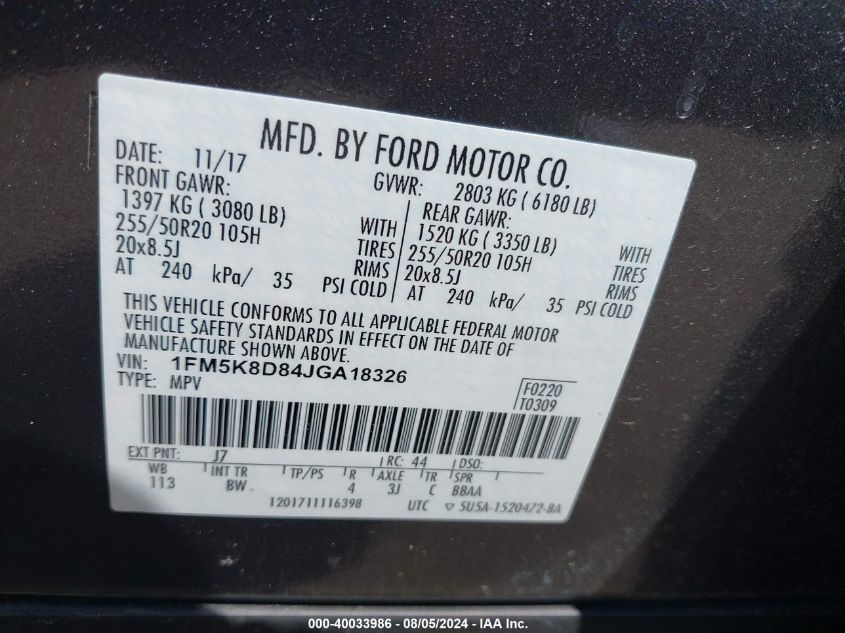 MFD. BY FORD MOTOR CO.
DATE: 11/17 GVWR: 2803 KG ( 6180 LB)
FRONT GAWR: REAR GAWR:
1397 KG ( 3080 LB) WITH 1520 KG ( 3350 LB) WITH
255/50R20 105H TIRES 255/50R20 105H TIRES
20x8.5J RIMS 20x8.5J RIMS
AT 240 kPa/ 35 PSI COLD AT 240 kPa/ 35 PSI COLD
THIS VEHICLE CONFORMS TO ALL APPLICABLE FEDERAL MOTOR
VEHICLE SAFETY STANDARDS IN EFFECT ON THE DATE OF
MANUFACTURE SHOWN ABOVE.
VIN: 1FM5K8D84JGA18326
TYPE: MPV F0220
T0309
EXT PNT: J7 RC: 44 DSO:
WB INT TR TP/PS R AXLE TR SPR
113 BW 4 3J C BBAA
1201711116398 UTC ▽ 5U5A-1520472-BA
000-40033986 - 08/05/2024 - IAA Inc.